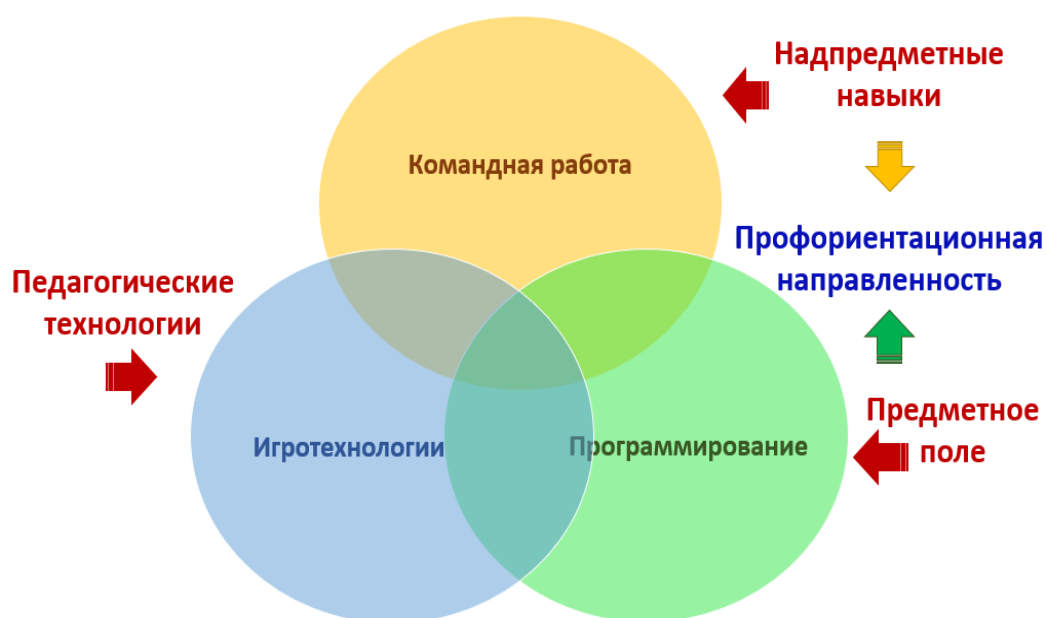 Надпредметные
навыки
Командная работа
Профориентационная
направленность
Педагогические
технологии
Предметное
поле
Игротехнологии
Программирование